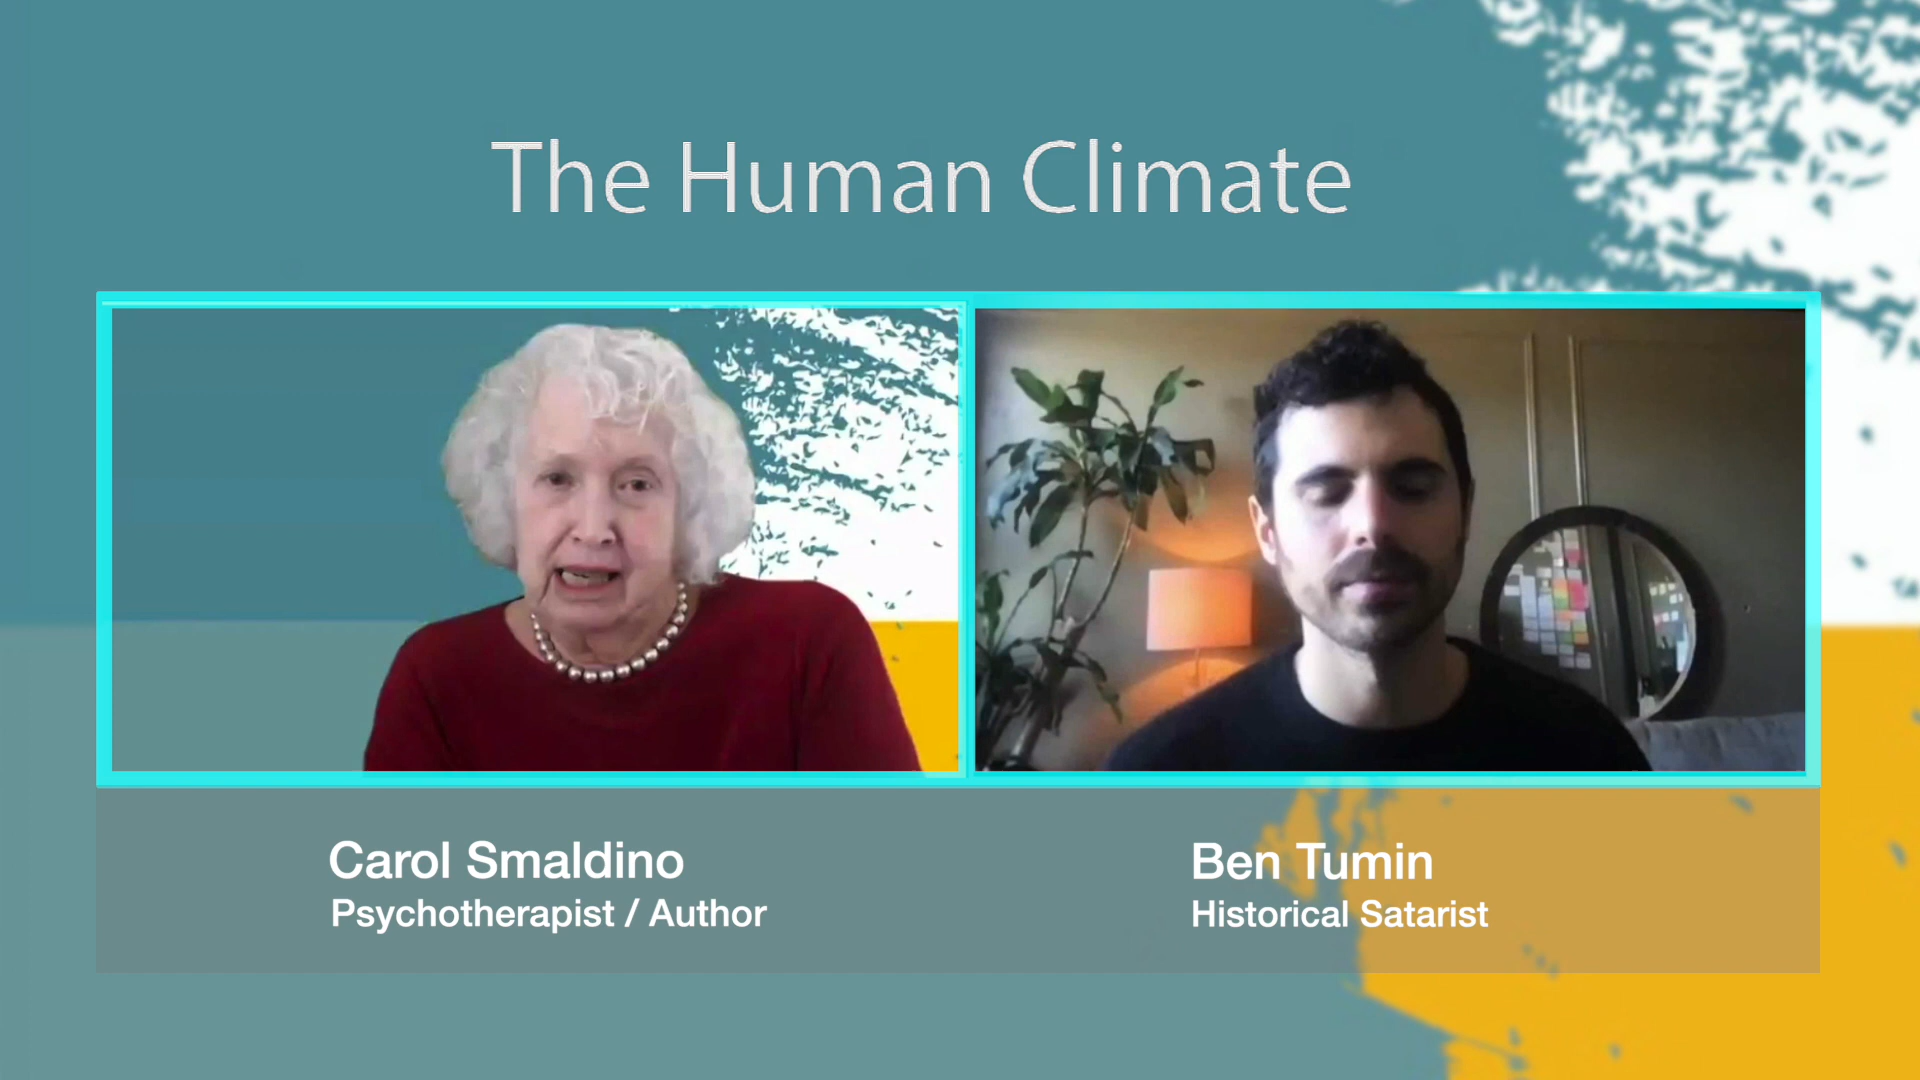 The Human Climate
Carol Smaldino
Psychotherapist / Author
Ben Tumin
Historical Satarist